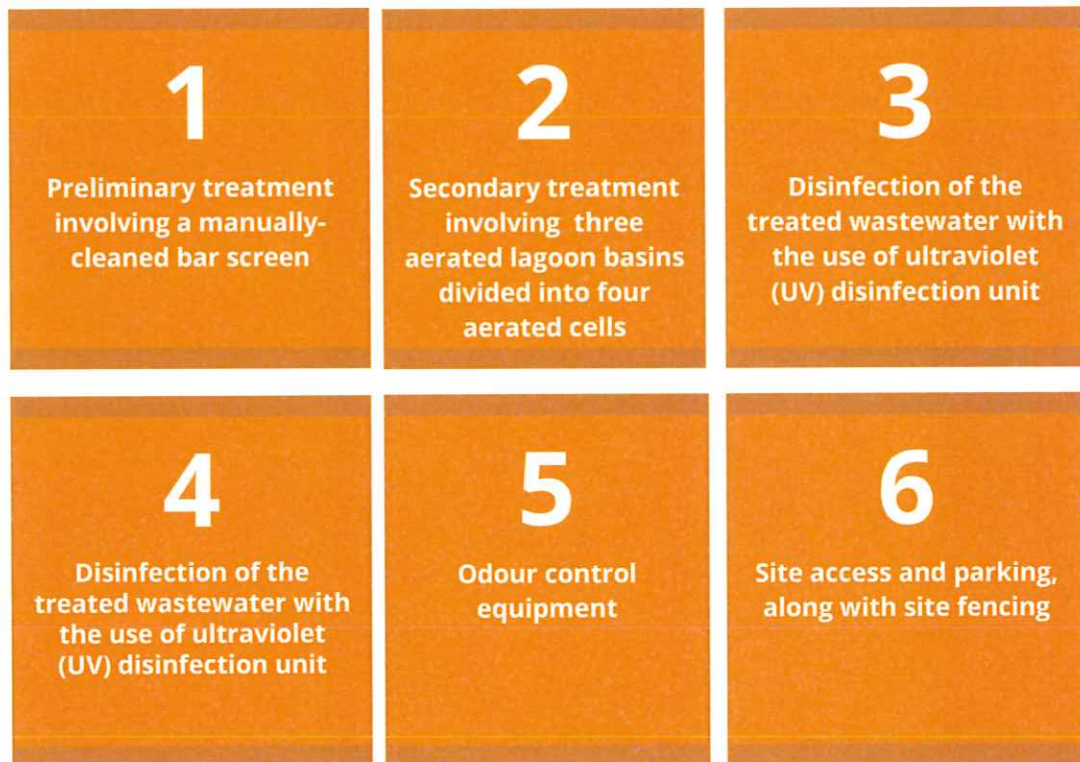 1
Preliminary treatment
involving a manually-
cleaned bar screen
2
Secondary treatment
involving three
aerated lagoon basins
divided into four
aerated cells
3
Disinfection of the
treated wastewater with
the use of ultraviolet
(UV) disinfection unit
4
Disinfection of the
treated wastewater with
the use of ultraviolet
(UV) disinfection unit
5
Odour control
equipment
6
Site access and parking,
along with site fencing